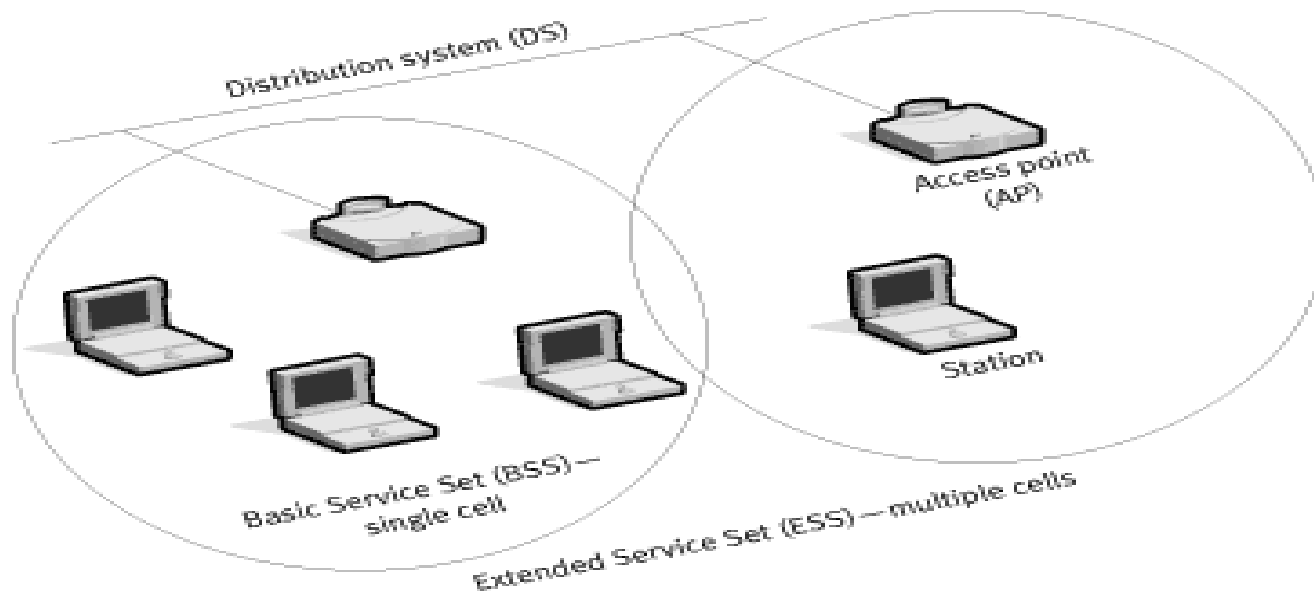 Distribution system (DS)
Access point
(AP)
Station
Basic Service Set (BSS) —
single cell
Extended Service Set (ESS) — multiple cells